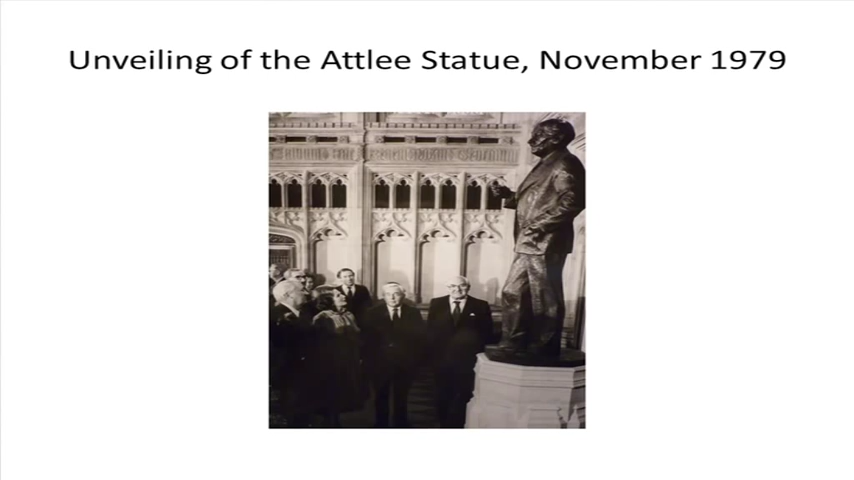 Unveiling of the Attlee Statue, November 1979